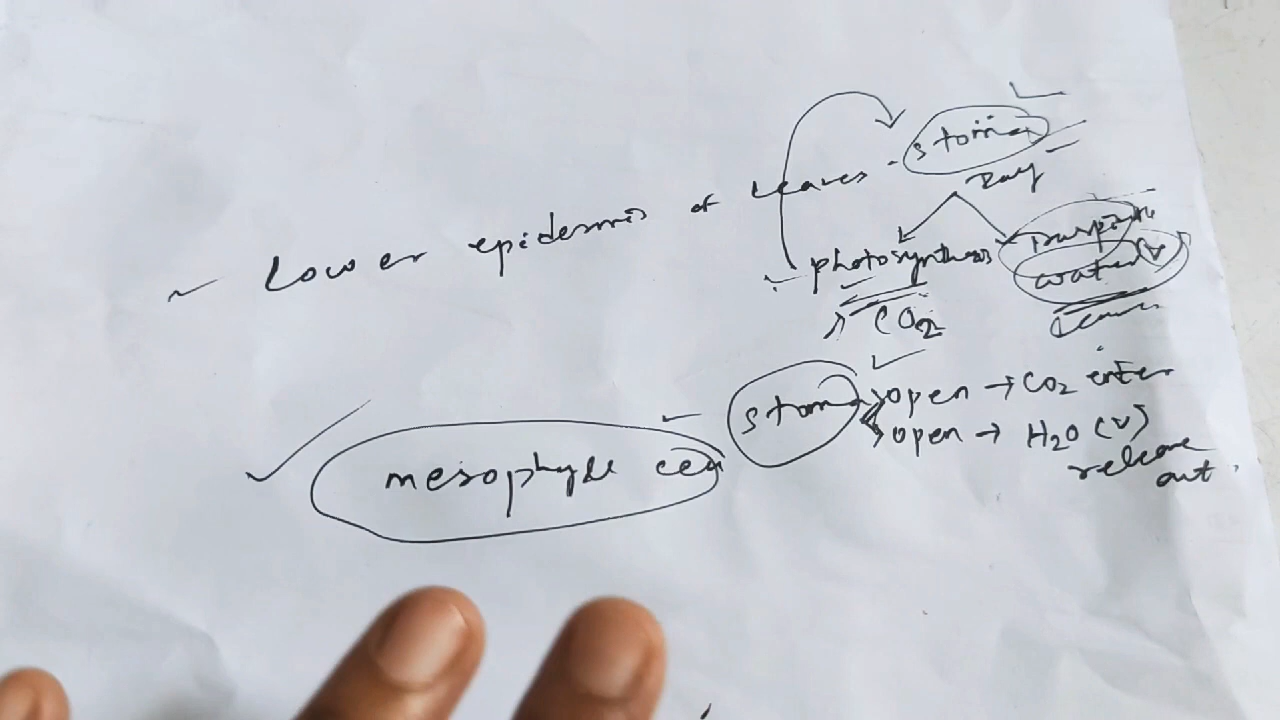 Lower epidermis of Leaves - stoma
Day
photosynthesis
water (v)
CO2
Leaves
stoma open → CO2 enter
open → H2O (v)
release
out
mesophyll cell